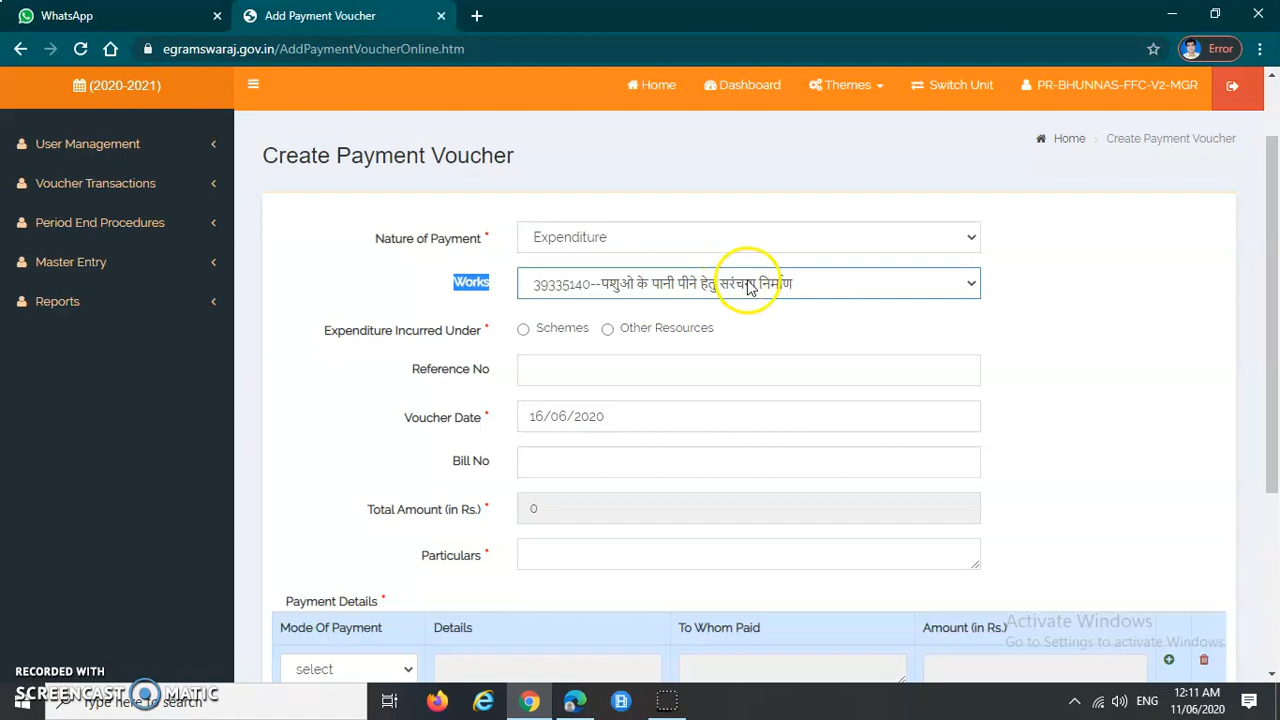 WhatsApp
Add Payment Voucher
egramswaraj.gov.in/AddPaymentVoucherOnline.htm
Error
(2020-2021)
Home
Dashboard
Themes
Switch Unit
PR-BHUNNAS-FFC-V2-MGR
User Management
Voucher Transactions
Period End Procedures
Master Entry
Reports
Home > Create Payment Voucher
Create Payment Voucher
Nature of Payment *
Expenditure
Works
39335140--पशुओ के पानी पीने हेतु सरंचना निर्माण
Expenditure Incurred Under *
Schemes
Other Resources
Reference No
Voucher Date *
16/06/2020
Bill No
Total Amount (in Rs.) *
0
Particulars *
Payment Details *
Mode Of Payment
Details
To Whom Paid
Amount (in Rs.)
select
Activate Windows
Go to Settings to activate Windows.
RECORDED WITH
SCREENCAST MATIC
Type here to search
ENG
12:11 AM
11/06/2020